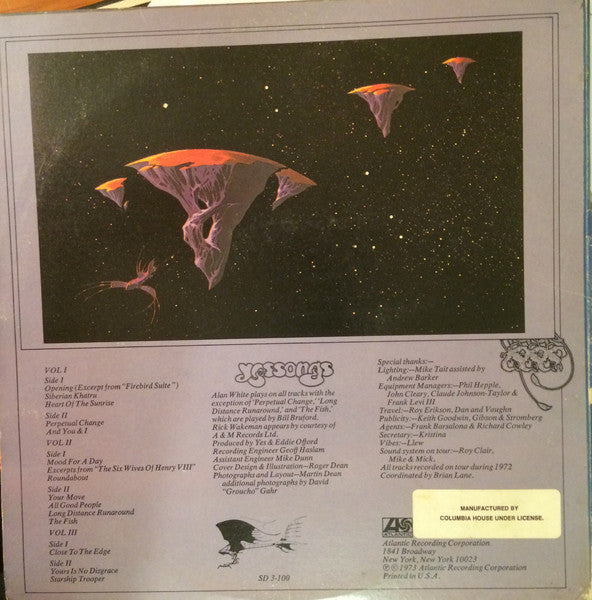 VOL I
Side I
Opening (Excerpt from "Firebird Suite")
Siberian Khatru
Heart Of The Sunrise
Side II
Perpetual Change
And You & I
VOL II
Side I
Mood For A Day
Excerpts from "The Six Wives Of Henry VIII"
Roundabout
Side II
Your Move
All Good People
Long Distance Runaround
The Fish
VOL III
Side I
Close To The Edge
Side II
Yours Is No Disgrace
Starship Trooper
Yessongs
Alan White plays on all tracks with the
exception of 'Perpetual Change,' 'Long
Distance Runaround,' and 'The Fish,'
which are played by Bill Bruford.
Rick Wakeman appears by courtesy of
A & M Records Ltd.
Produced by Yes & Eddie Offord
Recording Engineer Geoff Haslam
Assistant Engineer Mike Dunn
Cover Design & Illustration—Roger Dean
Photographs and Layout—Martin Dean
additional photographs by David
"Groucho" Gahr
SD 3-100
Special thanks:—
Lighting:—Mike Tait assisted by
Andrew Barker
Equipment Managers:—Phil Hepple,
John Cleary, Claude Johnson-Taylor &
Frank Levi III
Travel:—Roy Erikson, Dan and Vaughn
Publicity:—Keith Goodwin, Gibson & Stromberg
Agents:—Frank Barsalona & Richard Cowley
Secretary:—Kristina
Vibes:—Llew
Sound system on tour:—Roy Clair,
Mike & Mick.
All tracks recorded on tour during 1972
Coordinated by Brian Lane.
MANUFACTURED BY
COLUMBIA HOUSE UNDER LICENSE.
Atlantic Recording Corporation
1841 Broadway
New York, New York 10023
℗ © 1973 Atlantic Recording Corporation
Printed in U.S.A.